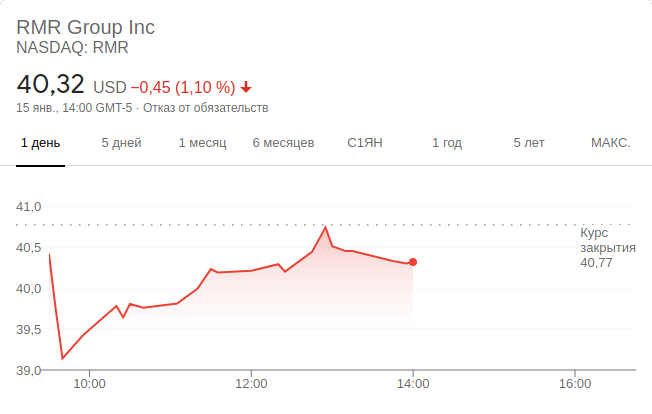 RMR Group Inc
NASDAQ: RMR
40,32 USD −0,45 (1,10 %)
15 янв., 14:00 GMT-5 · Отказ от обязательств
1 день 5 дней 1 месяц 6 месяцев С1ЯН 1 год 5 лет МАКС.
41,0
Курс
закрытия
40,77
40,5
40,0
39,5
39,0
10:00 12:00 14:00 16:00